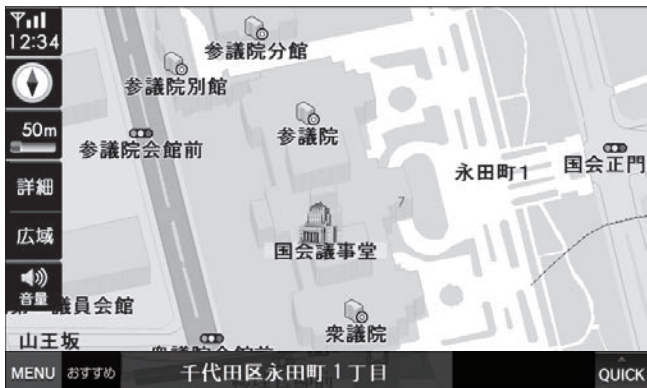 12:34
参議院分館
参議院別館
50m
参議院会館前
参議院
詳細
永田町1
国会正門
7
広域
国会議事堂
音量
議員会館
衆議院
山王坂
MENU
おすすめ
千代田区永田町1丁目
QUICK